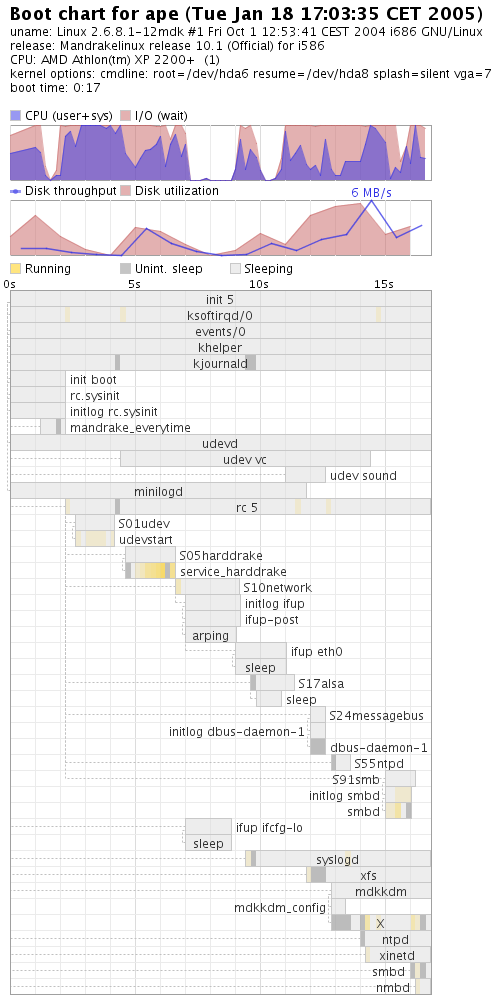 Boot chart for ape (Tue Jan 18 17:03:35 CET 2005)
uname: Linux 2.6.8.1-12mdk #1 Fri Oct 1 12:53:41 CEST 2004 i686 GNU/Linux
release: Mandrakelinux release 10.1 (Official) for i586
CPU: AMD Athlon(tm) XP 2200+ (1)
kernel options: cmdline: root=/dev/hda6 resume=/dev/hda8 splash=silent vga=7
boot time: 0:17
CPU (user+sys) I/O (wait)
Disk throughput Disk utilization
6 MB/s
Running Unint. sleep Sleeping
0s 5s 10s 15s
init 5
ksoftirqd/0
events/0
khelper
kjournald
init boot
rc.sysinit
initlog rc.sysinit
mandrake_everytime
udevd
udev vc
udev sound
minilogd
rc 5
S01udev
udevstart
S05harddrake
service_harddrake
S10network
initlog ifup
ifup-post
arping
ifup eth0
sleep
S17alsa
sleep
S24messagebus
initlog dbus-daemon-1
dbus-daemon-1
S55ntpd
S91smb
initlog smbd
smbd
ifup ifcfg-lo
sleep
syslogd
xfs
mdkkdm
mdkkdm_config
X
ntpd
xinetd
smbd
nmbd